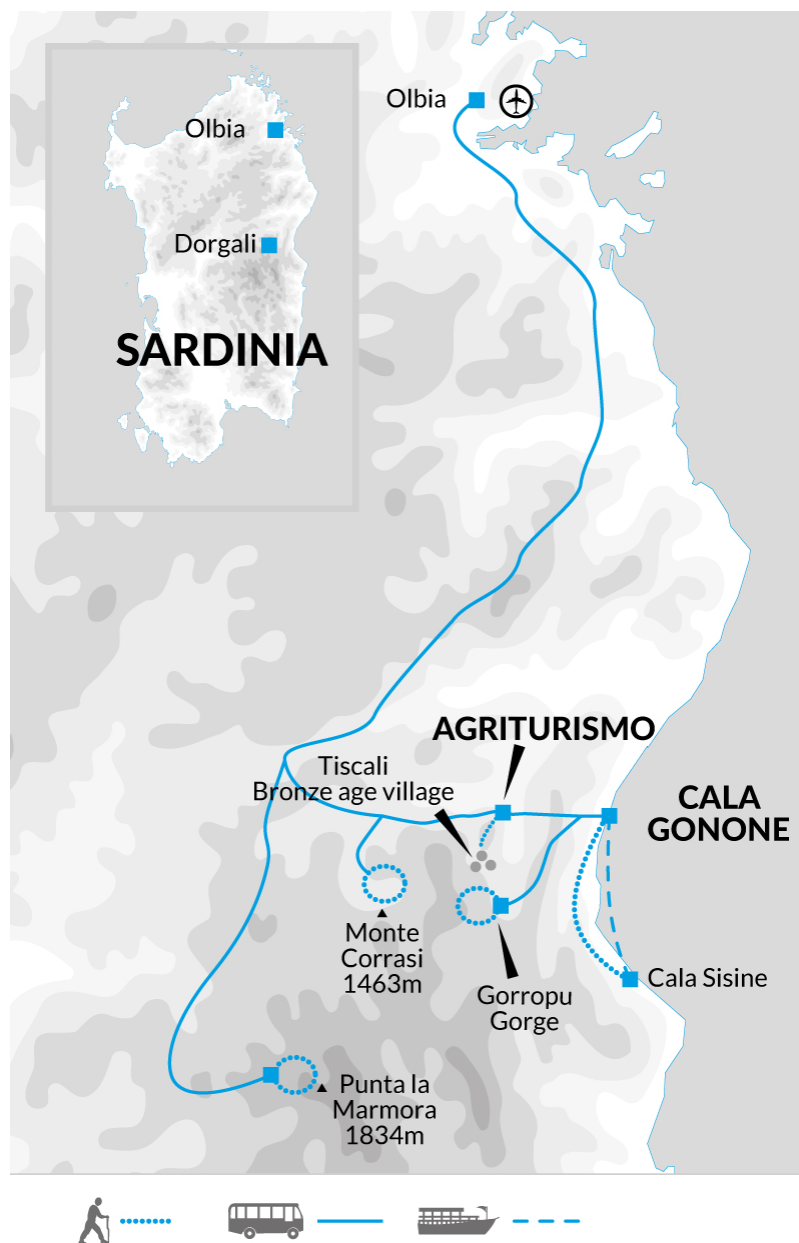 Olbia
Olbia
Dorgali
SARDINIA
AGRITURISMO
Tiscali
Bronze age village
CALA
GONONE
Monte
Corrasi
1463m
Cala Sisine
Gorropu
Gorge
Punta la
Marmora
1834m